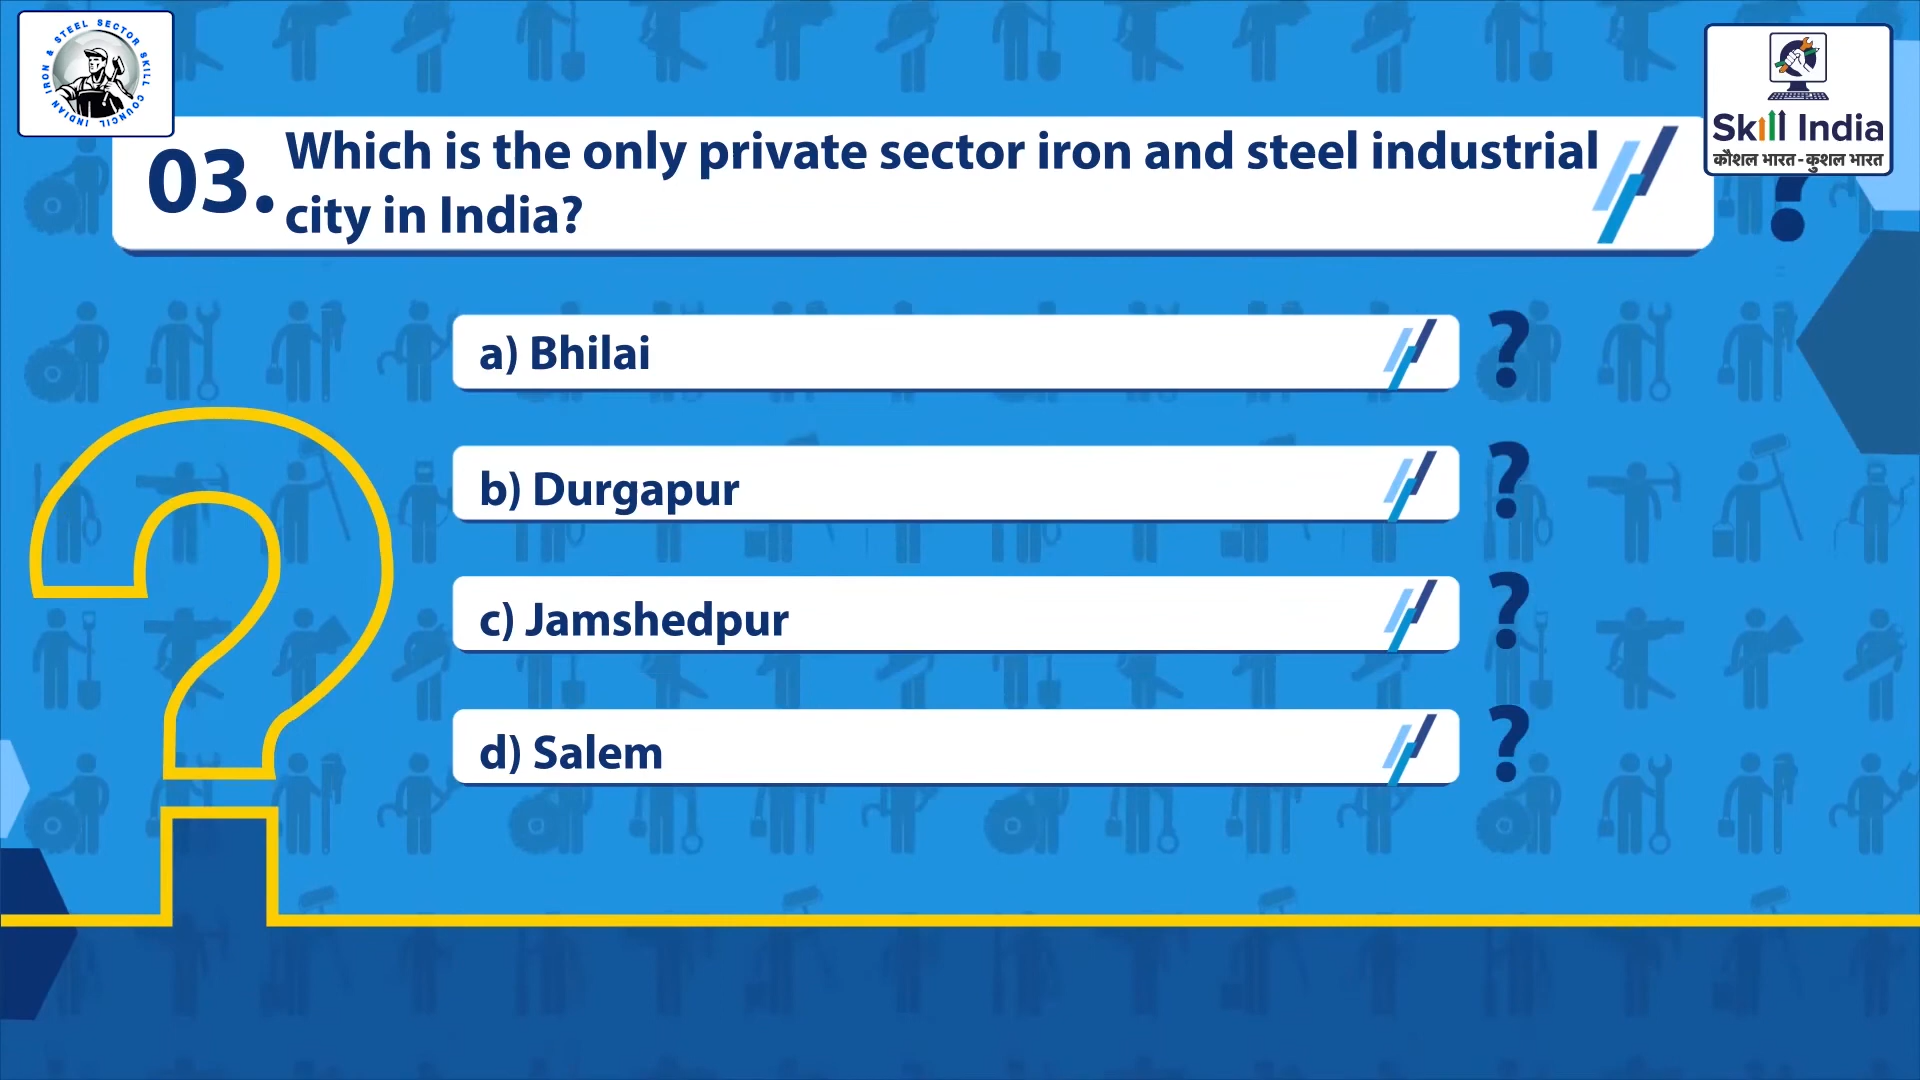 INDIAN IRON & STEEL SECTOR SKILL COUNCIL
Skill India
कौशल भारत - कुशल भारत
03.
Which is the only private sector iron and steel industrial
city in India?
?
a) Bhilai
?
b) Durgapur
?
c) Jamshedpur
?
d) Salem
?
?